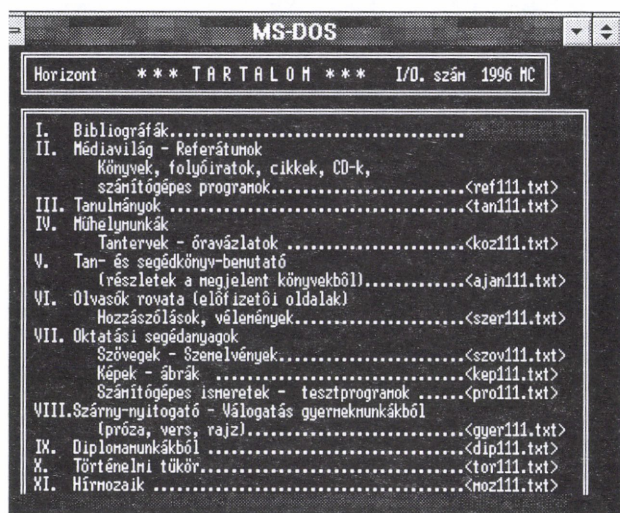 MS-DOS
Horizont *** TARTALOM *** I/0. szám 1996 MC
I. Bibliográfák..........................................
II. Médiavilág - Referátumok
Könyvek, folyóiratok, cikkek, CD-k,
számítógépes programok...........................<ref111.txt>
III. Tanulmányok ..........................................<tan111.txt>
IV. Műhelymunkák
Tantervek - óravázlatok .........................<koz111.txt>
V. Tan- és segédkönyv-bemutató
(részletek a megjelent könyvekből)...............<ajan111.txt>
VI. Olvasók rovata (előfizetői oldalak)
Hozzászólások, vélemények........................<szer111.txt>
VII. Oktatási segédanyagok
Szövegek - Szemelvények..........................<szov111.txt>
Képek - ábrák ...................................<kep111.txt>
Számítógépes ismeretek - tesztprogramok ......<pro111.txt>
VIII.Szárny-nyitogató - Válogatás gyermekmunkákból
(próza, vers, rajz)..............................<gyer111.txt>
IX. Diplomamunkákból .....................................<dip111.txt>
X. Történelmi tükör......................................<tor111.txt>
XI. Hírmozaik ............................................<moz111.txt>